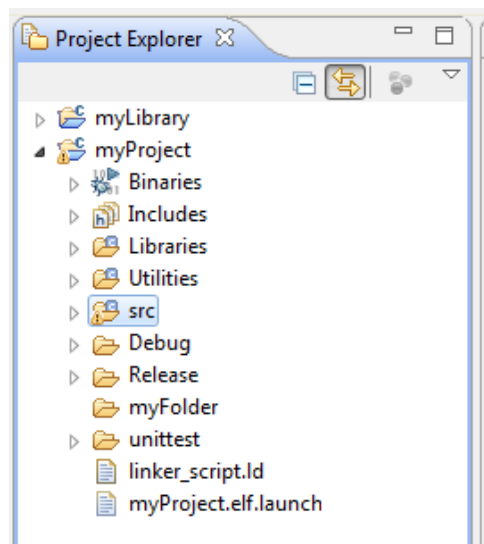 Project Explorer
myLibrary
myProject
Binaries
Includes
Libraries
Utilities
src
Debug
Release
myFolder
unittest
linker_script.ld
myProject.elf.launch